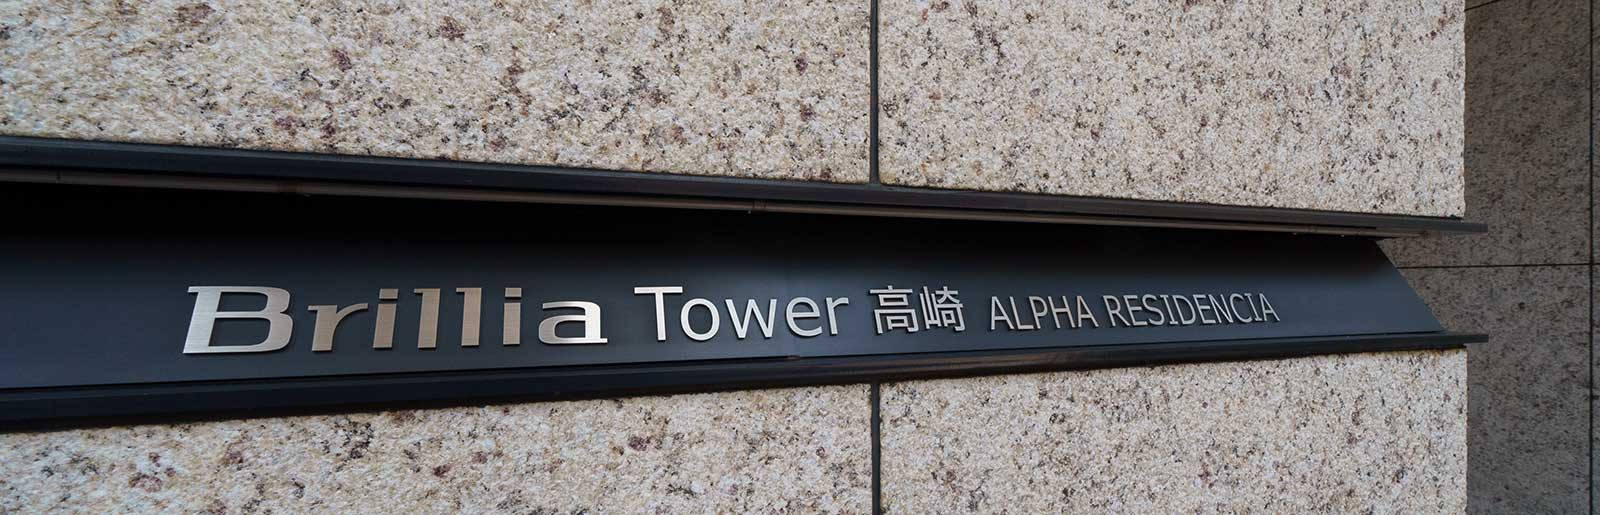 Brillia Tower 高崎 ALPHA RESIDENCIA